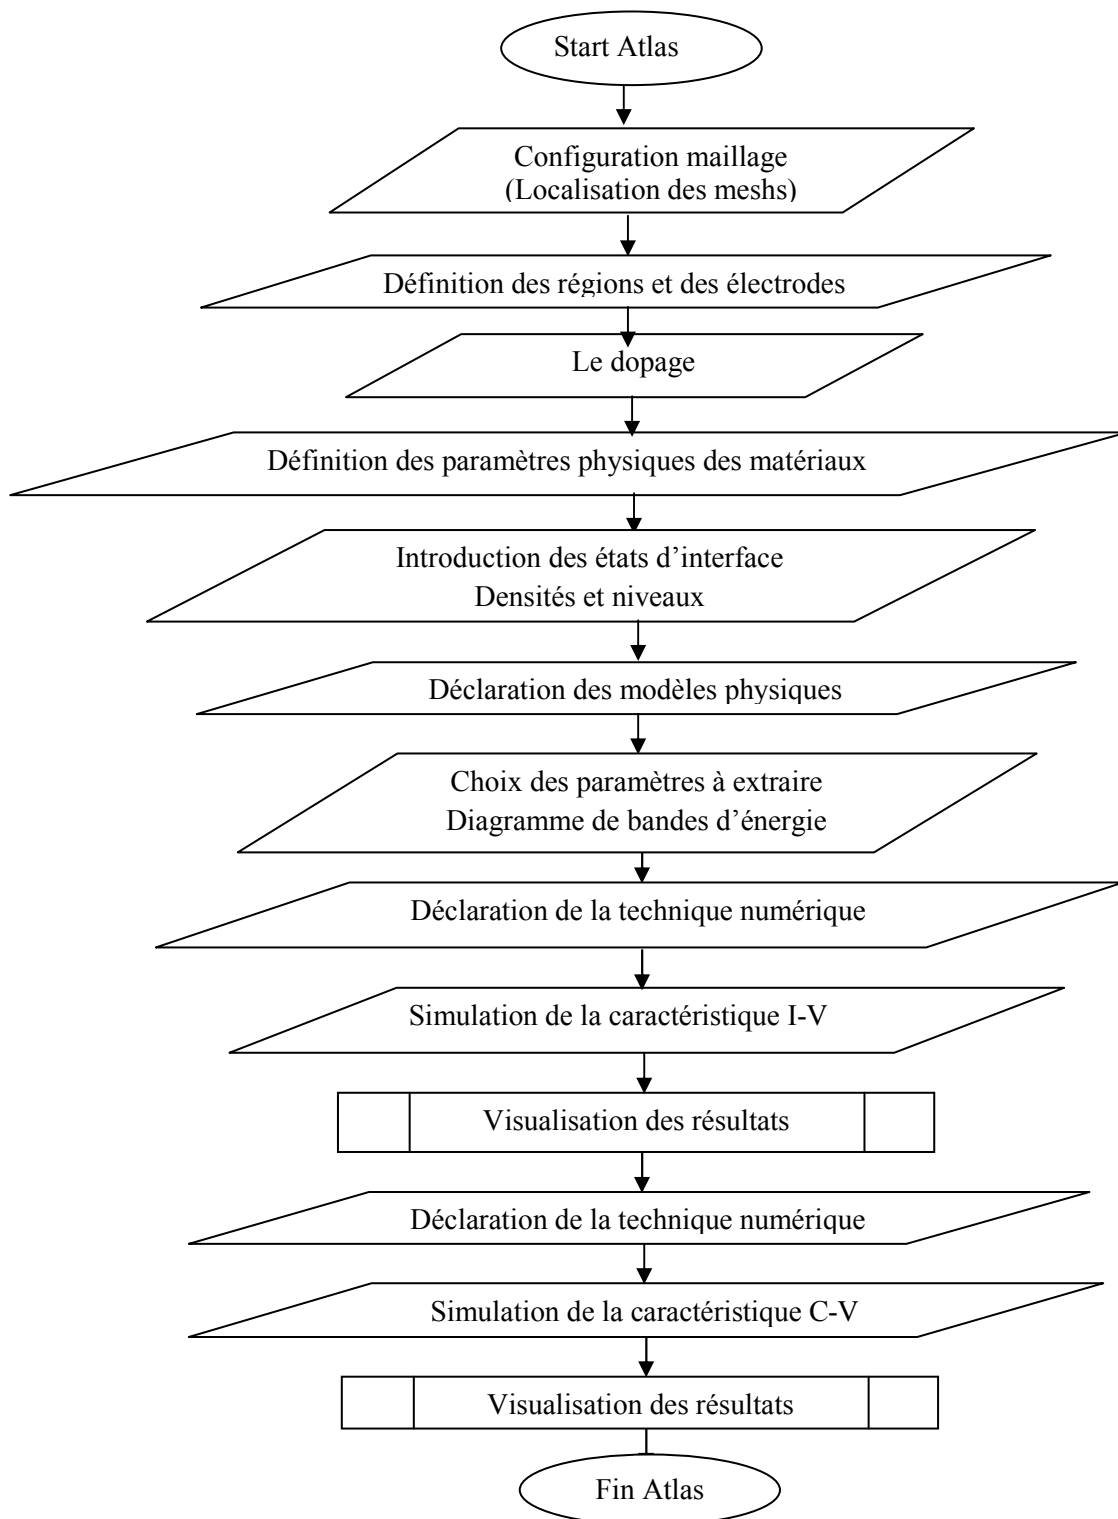 Start Atlas
Configuration maillage
(Localisation des meshs)
Définition des régions et des électrodes
Le dopage
Définition des paramètres physiques des matériaux
Introduction des états d’interface
Densités et niveaux
Déclaration des modèles physiques
Choix des paramètres à extraire
Diagramme de bandes d’énergie
Déclaration de la technique numérique
Simulation de la caractéristique I-V
Visualisation des résultats
Déclaration de la technique numérique
Simulation de la caractéristique C-V
Visualisation des résultats
Fin Atlas